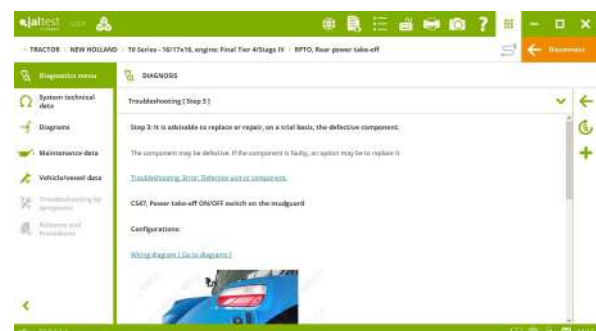 jaltest
TRACTOR
NEW HOLLAND
T8 Series - 16/17x16, engine: Final Tier 4/Stage IV
RPTO, Rear power take-off
Disconnect
Diagnostics menu
DIAGNOSIS
System technical
data
Troubleshooting [ Step 3 ]
Diagrams
Step 3: It is advisable to replace or repair, on a trial basis, the defective component.
Maintenance data
The component may be defective. If the component is faulty, an option may be to replace it.
Vehicle/vessel data
Troubleshooting. Error: Defective unit or component.
Troubleshooting by
symptoms
C547, Power take-off ON/OFF switch on the mudguard
Releases and
Procedures
Configurations:
Wiring diagram [ Go to diagrams ]